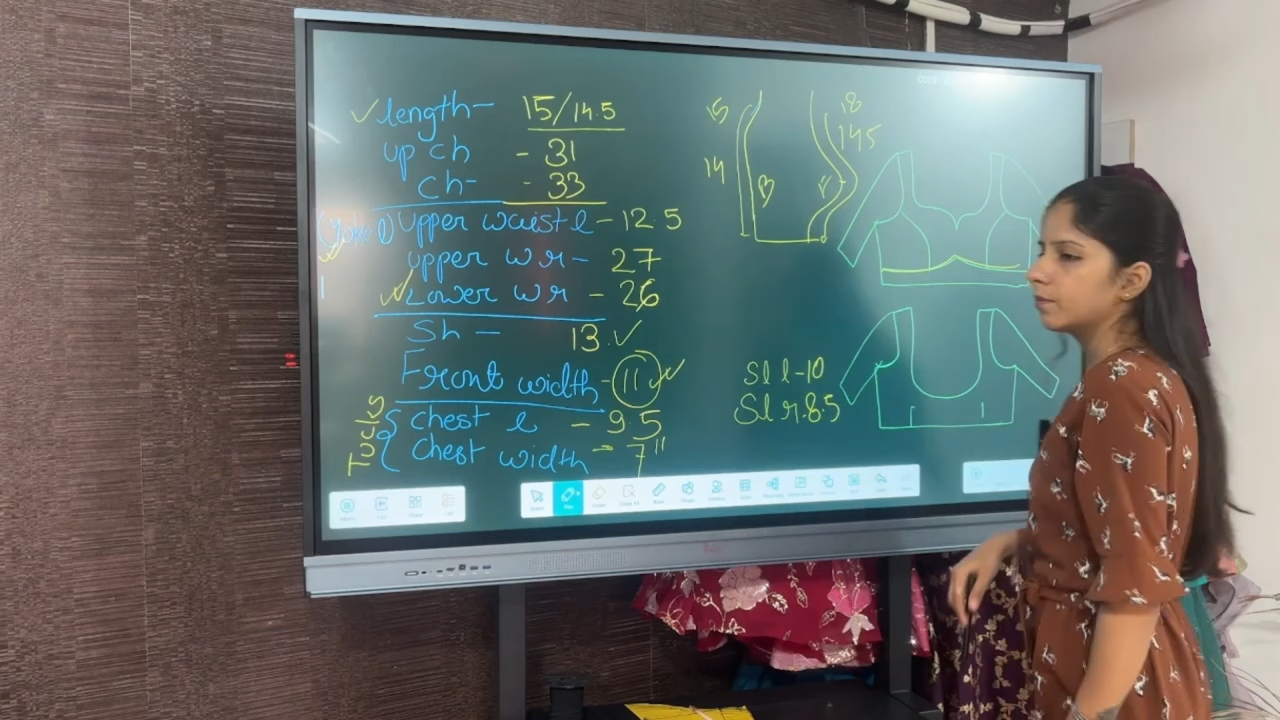 ✓ length - 15/14.5
up ch - 31
ch - - 33
upper waist l - 12.5
upper w r - 27
Lower w r - 26
Sh - 13 ✓
Front width - 11 ✓
Tucks { Chest l - 9.5
Chest width - 7"
15
14
B
F
18
14.5
Sl l - 10
Sl r. 8.5